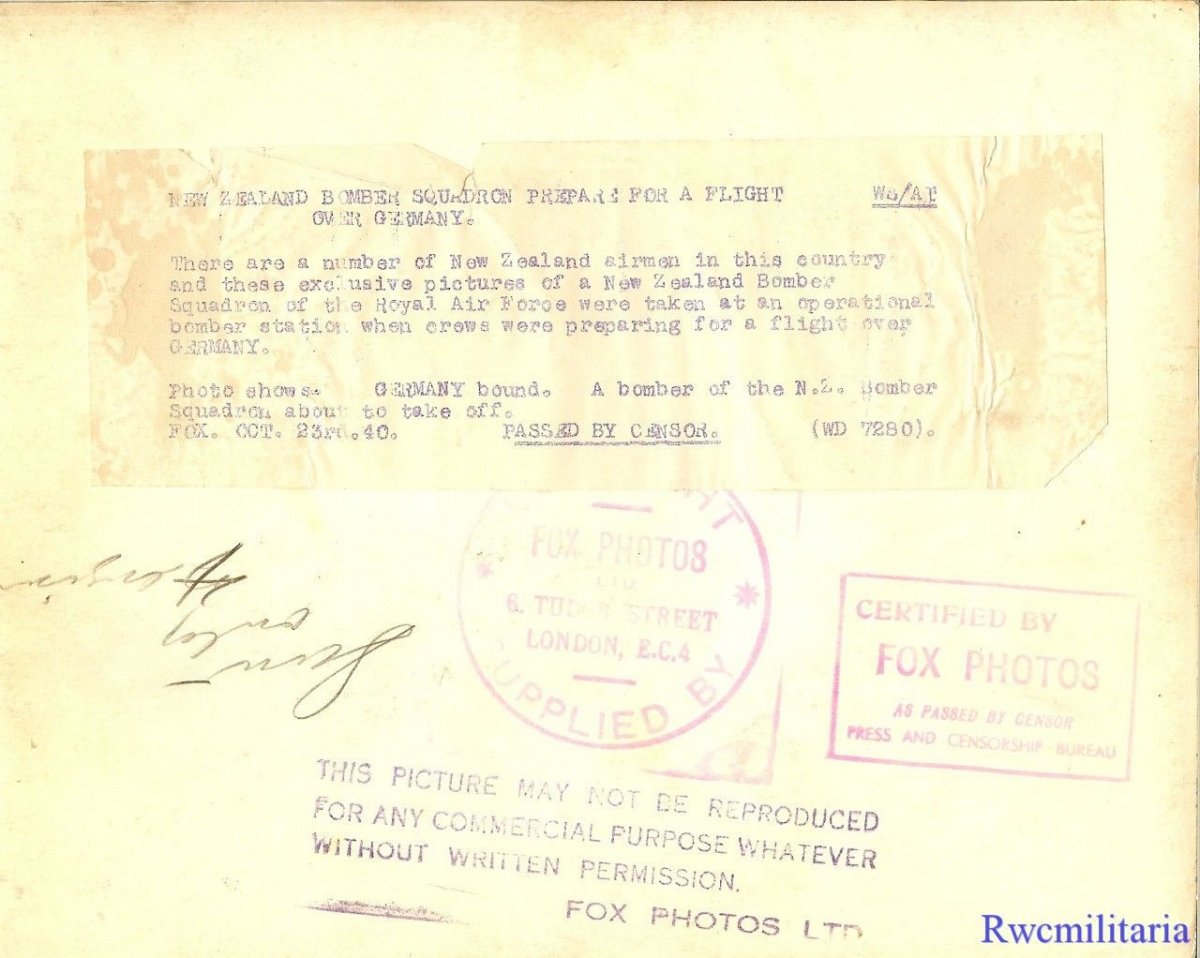 NEW ZEALAND BOMBER SQUADRON PREPARE FOR A FLIGHT
OVER GERMANY.
There are a number of New Zealand airmen in this country
and these exclusive pictures of a New Zealand Bomber
Squadron of the Royal Air Force were taken at an operational
bomber station when crews were preparing for a flight over
GERMANY.
Photo shows. GERMANY bound. A bomber of the N.Z. Bomber
Squadron about to take off.
FOX. OCT. 23rd.40. PASSED BY CENSOR. (WD 7280).
FOX PHOTOS
LTD
6. TUDOR STREET
LONDON, E.C.4
SUPPLIED BY
CERTIFIED BY
FOX PHOTOS
AS PASSED BY CENSOR
PRESS AND CENSORSHIP BUREAU
THIS PICTURE MAY NOT BE REPRODUCED
FOR ANY COMMERCIAL PURPOSE WHATEVER
WITHOUT WRITTEN PERMISSION.
FOX PHOTOS LTD
Rwcmilitaria